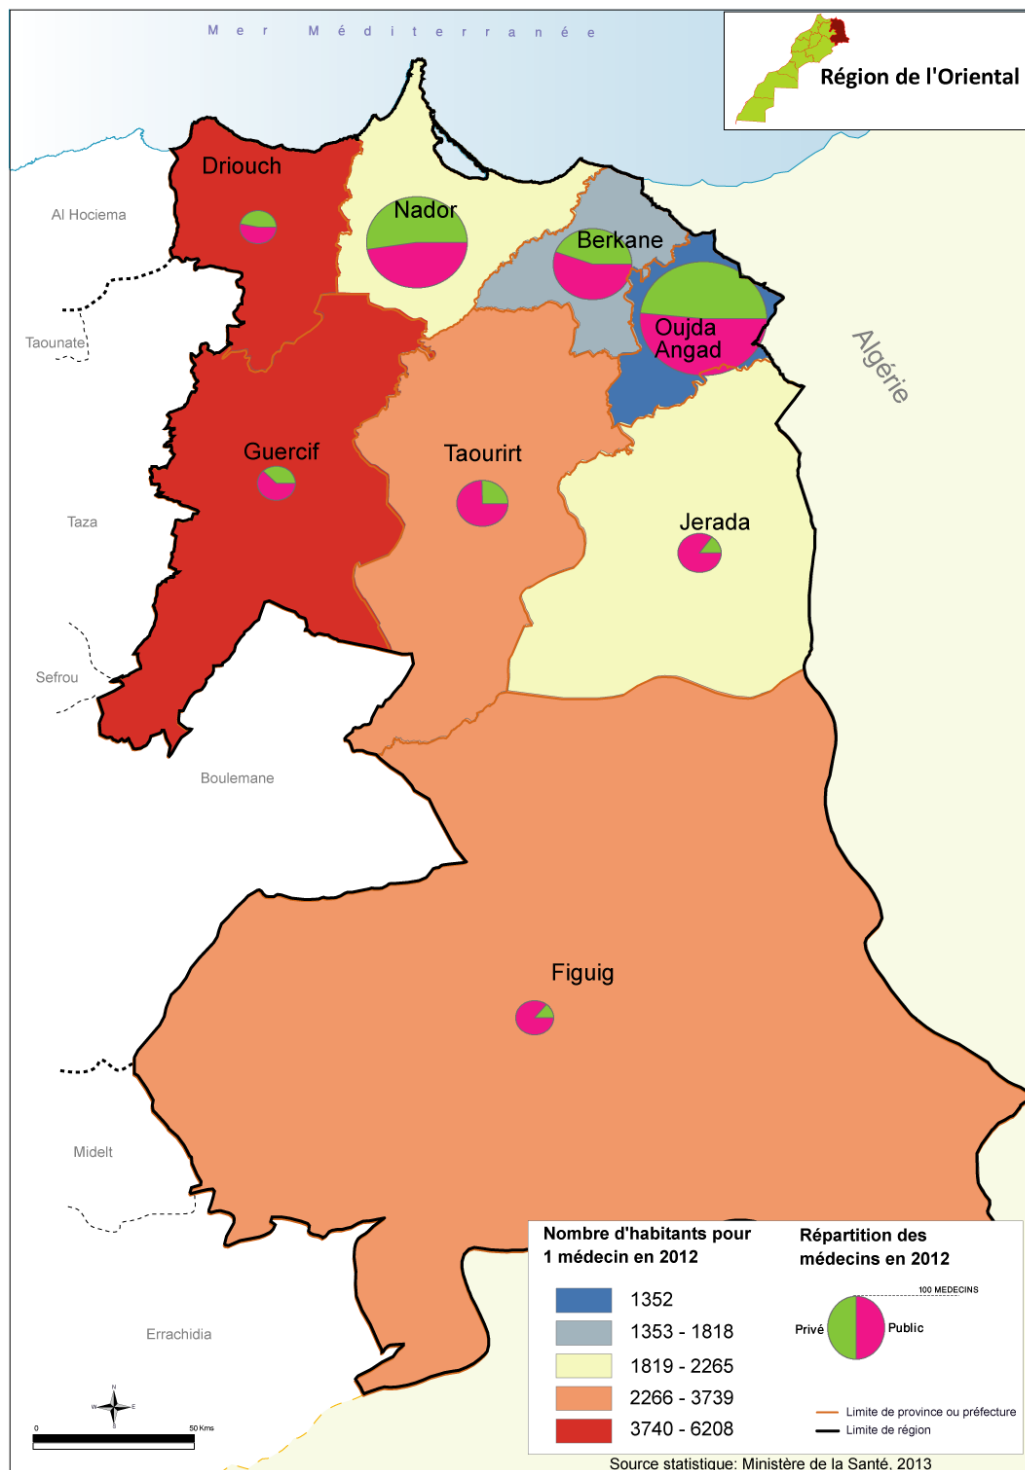 Mer Méditerranée
Région de l'Oriental
Driouch
Al Hociema
Nador
Berkane
Oujda
Angad
Taounate
Algérie
Guercif
Taourirt
Taza
Jerada
Sefrou
Boulemane
Figuig
Midelt
Errachidia
N
W E
S
0 50 Kms
Nombre d'habitants pour
1 médecin en 2012
1352
1353 - 1818
1819 - 2265
2266 - 3739
3740 - 6208
Répartition des
médecins en 2012
100 MEDECINS
Privé Public
Limite de province ou préfecture
Limite de région
Source statistique: Ministère de la Santé, 2013